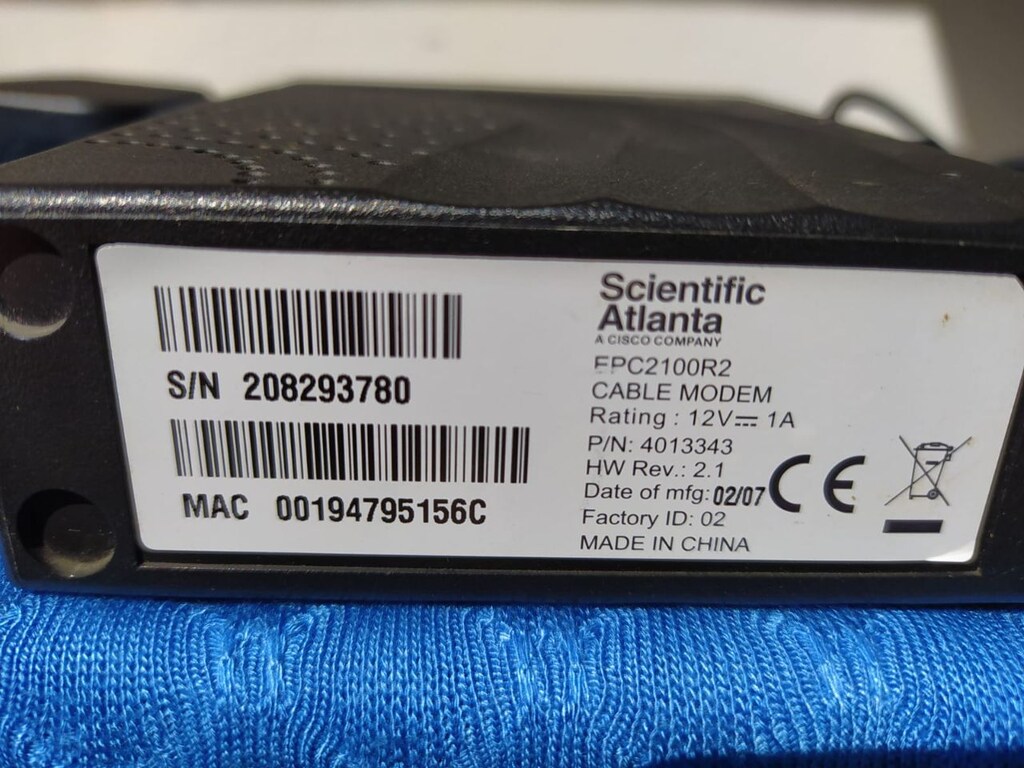 S/N 208293780
MAC 00194795156C
Scientific
Atlanta
A CISCO COMPANY
EPC2100R2
CABLE MODEM
Rating : 12V⎓ 1A
P/N: 4013343
HW Rev.: 2.1
Date of mfg: 02/07
Factory ID: 02
MADE IN CHINA
CE